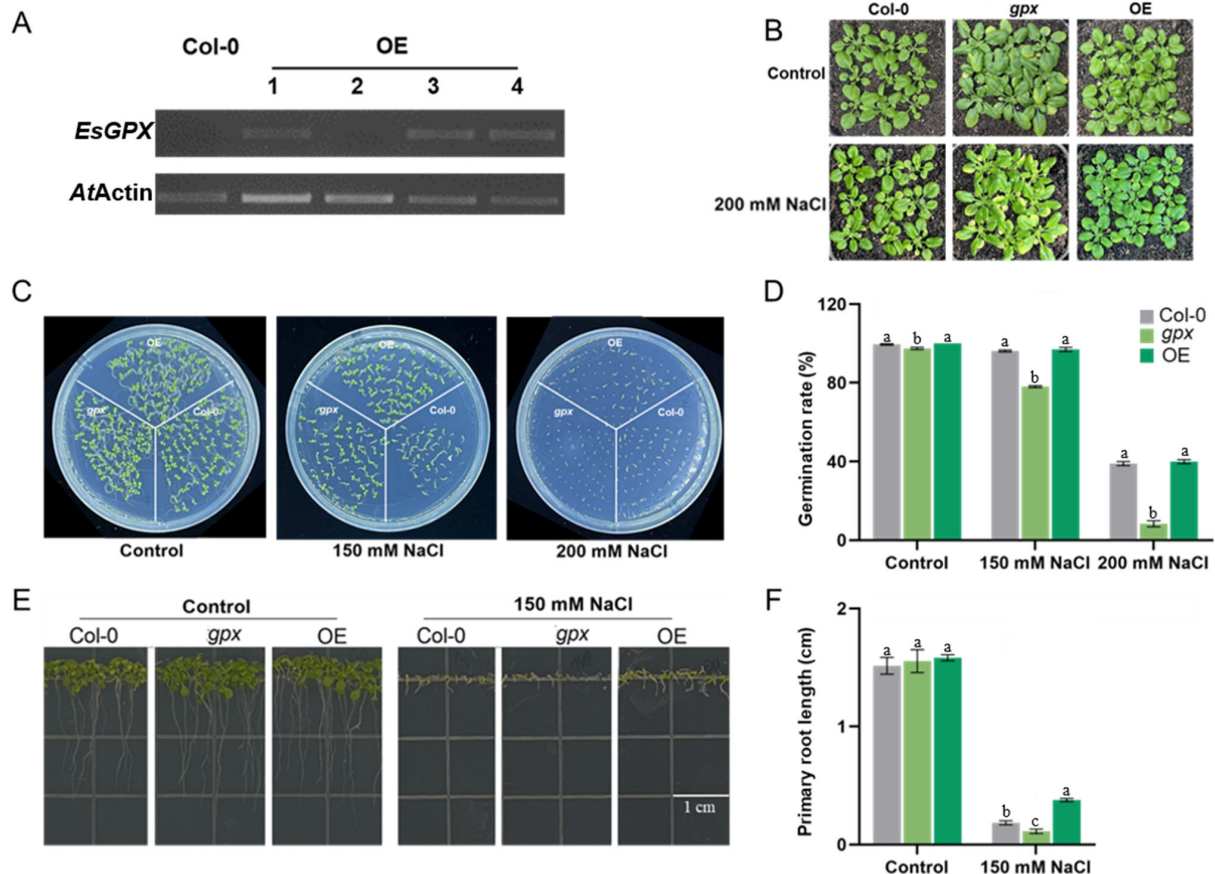 A
Col-0 OE
1 2 3 4
EsGPX
AtActin
B
Col-0 gpx OE
Control
200 mM NaCl
C
OE
gpx
Col-0
Control
OE
gpx
Col-0
150 mM NaCl
OE
gpx
Col-0
200 mM NaCl
D
Germination rate (%)
120
80
40
0
a b a
a b a
a b a
Col-0
gpx
OE
Control 150 mM NaCl 200 mM NaCl
E
Control 150 mM NaCl
Col-0 gpx OE Col-0 gpx OE
1 cm
F
Primary root length (cm)
2
1
0
a a a
b c a
Control 150 mM NaCl